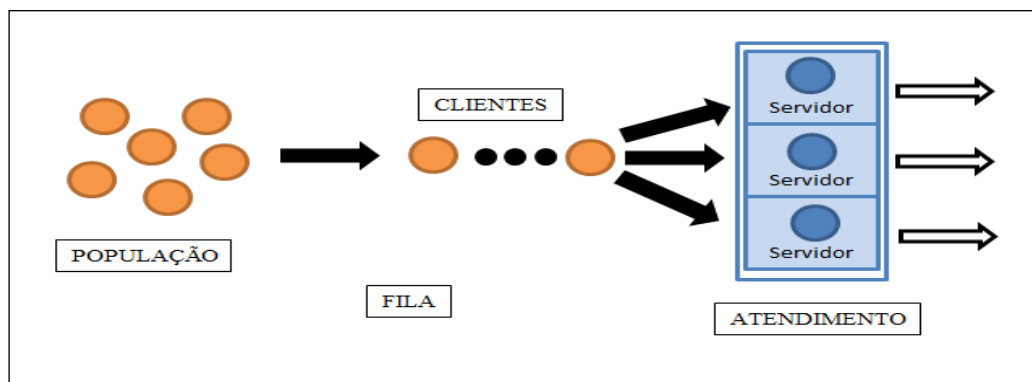 CLIENTES
Servidor
Servidor
Servidor
POPULAÇÃO
FILA
ATENDIMENTO